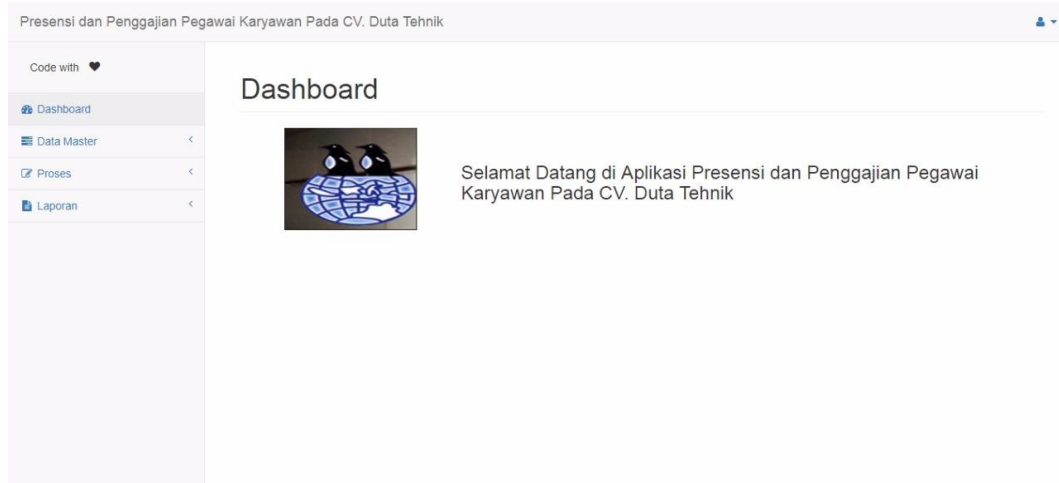 Presensi dan Penggajian Pegawai Karyawan Pada CV. Duta Tehnik
Code with
Dashboard
Data Master
Proses
Laporan
Dashboard
Selamat Datang di Aplikasi Presensi dan Penggajian Pegawai
Karyawan Pada CV. Duta Tehnik